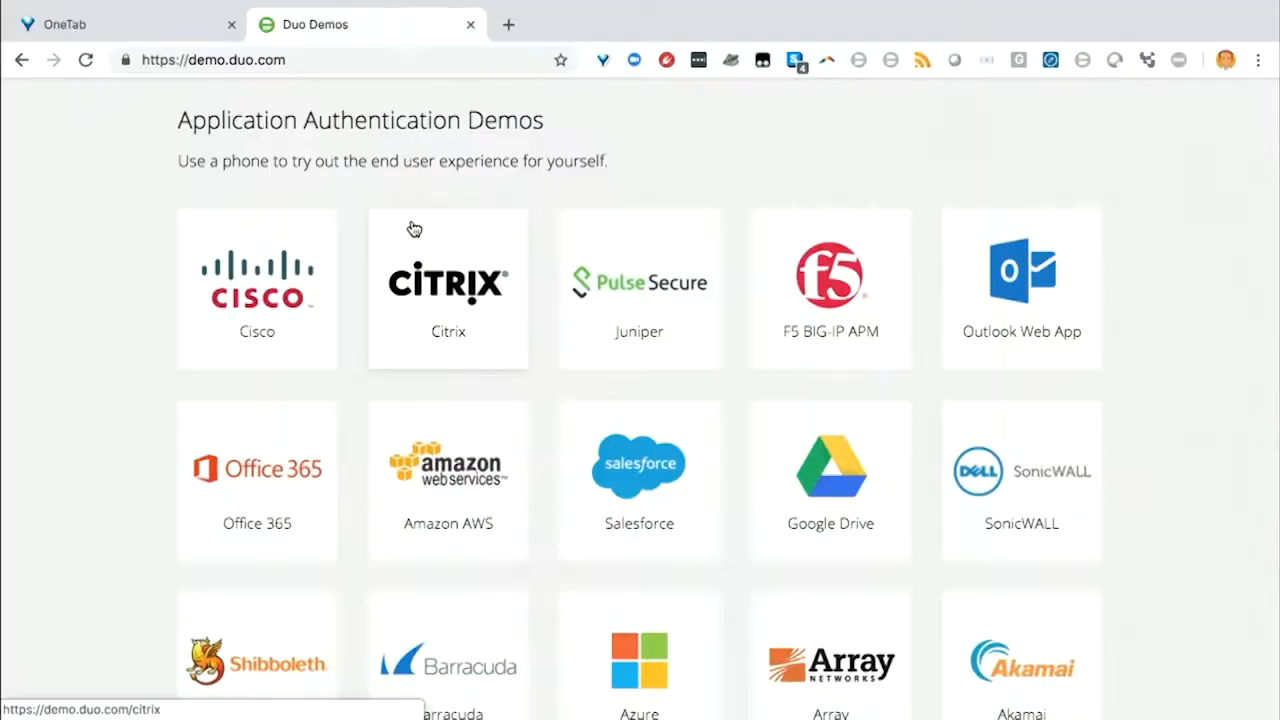 OneTab
Duo Demos
https://demo.duo.com
4
Application Authentication Demos
Use a phone to try out the end user experience for yourself.
CISCO
CiTRIX
Pulse Secure
f5
Cisco
Citrix
Juniper
F5 BIG-IP APM
Outlook Web App
Office 365
amazon
web services™
salesforce
DELL SonicWALL
Office 365
Amazon AWS
Salesforce
Google Drive
SonicWALL
Shibboleth.
Barracuda
Array
NETWORKS
Akamai
https://demo.duo.com/citrix
arracuda
Azure
Array
Akamai